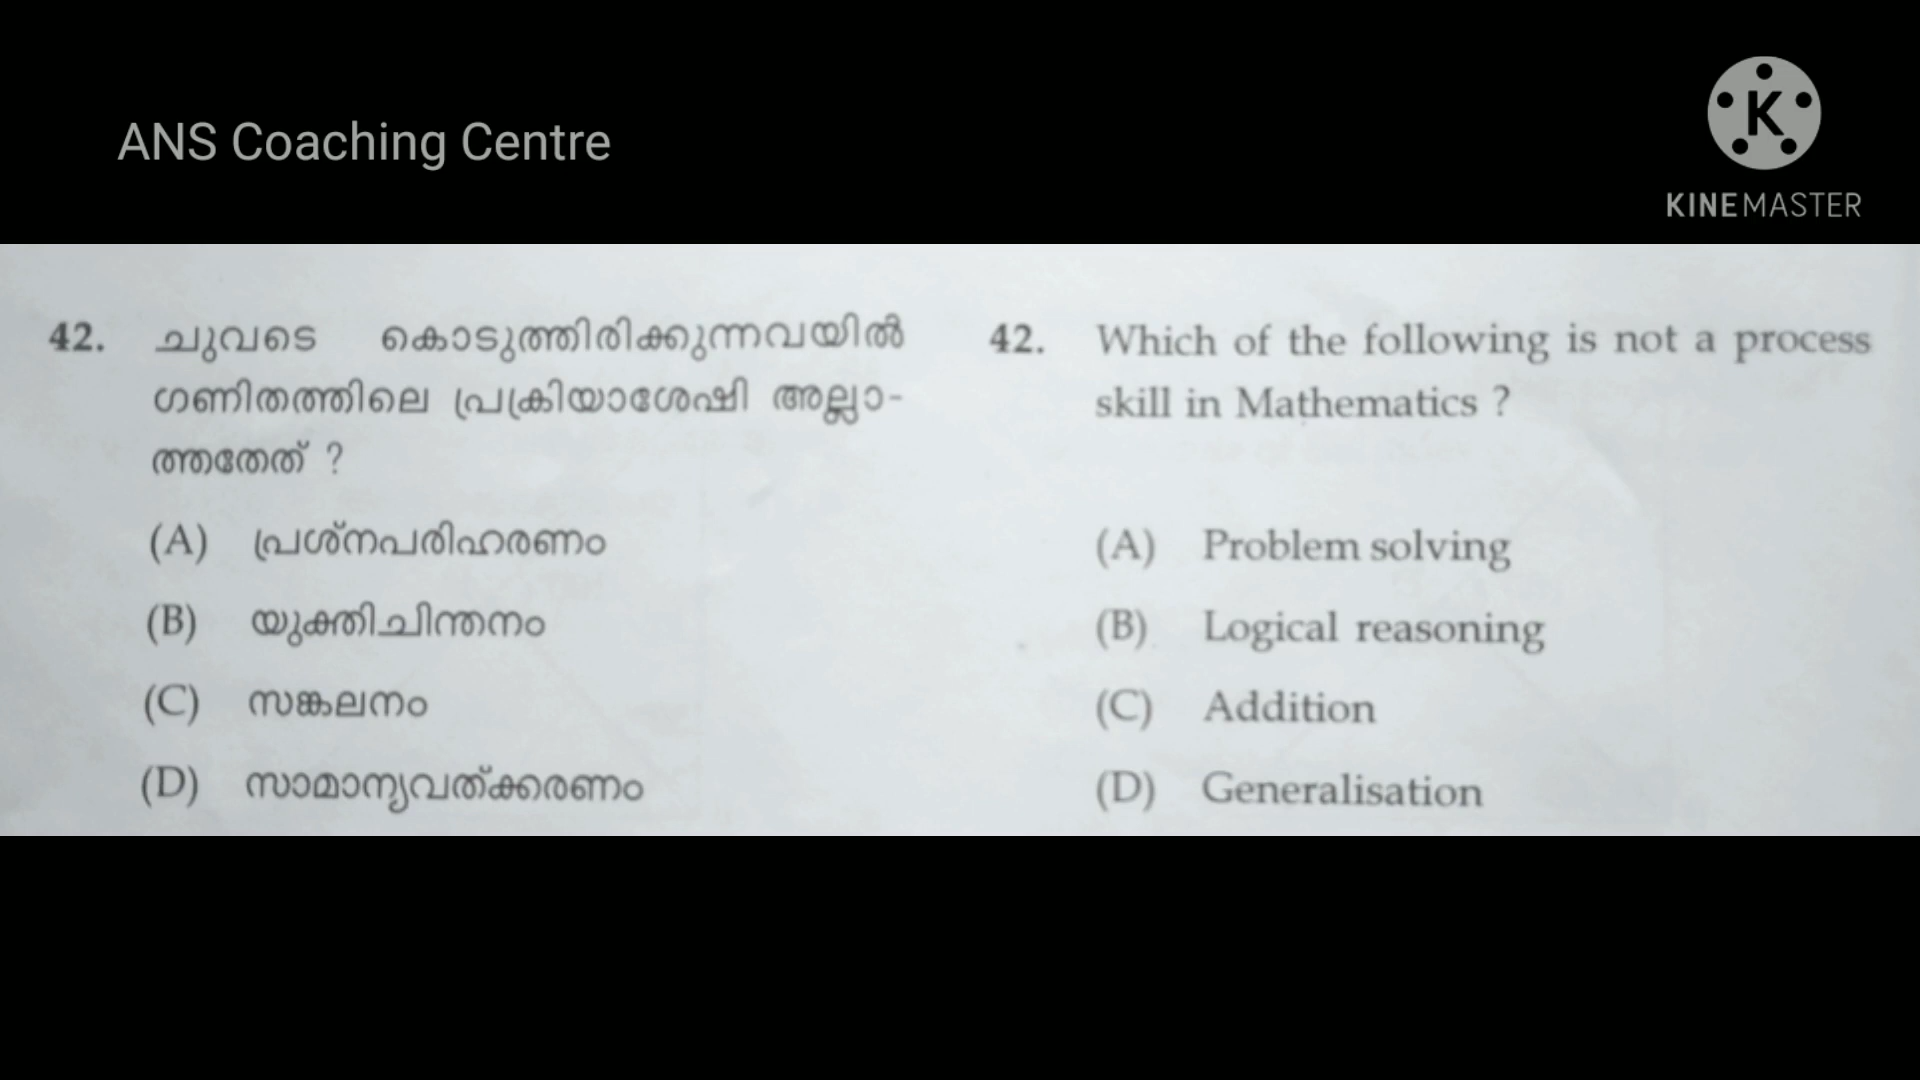 ANS Coaching Centre
K
KINEMASTER
42. ചുവടെ കൊടുത്തിരിക്കുന്നവയിൽ
ഗണിതത്തിലെ പ്രക്രിയാശേഷി അല്ലാ-
ത്തതേത് ?
(A) പ്രശ്നപരിഹരണം
(B) യുക്തിചിന്തനം
(C) സങ്കലനം
(D) സാമാന്യവത്ക്കരണം
42. Which of the following is not a process
skill in Mathematics ?
(A) Problem solving
(B) Logical reasoning
(C) Addition
(D) Generalisation